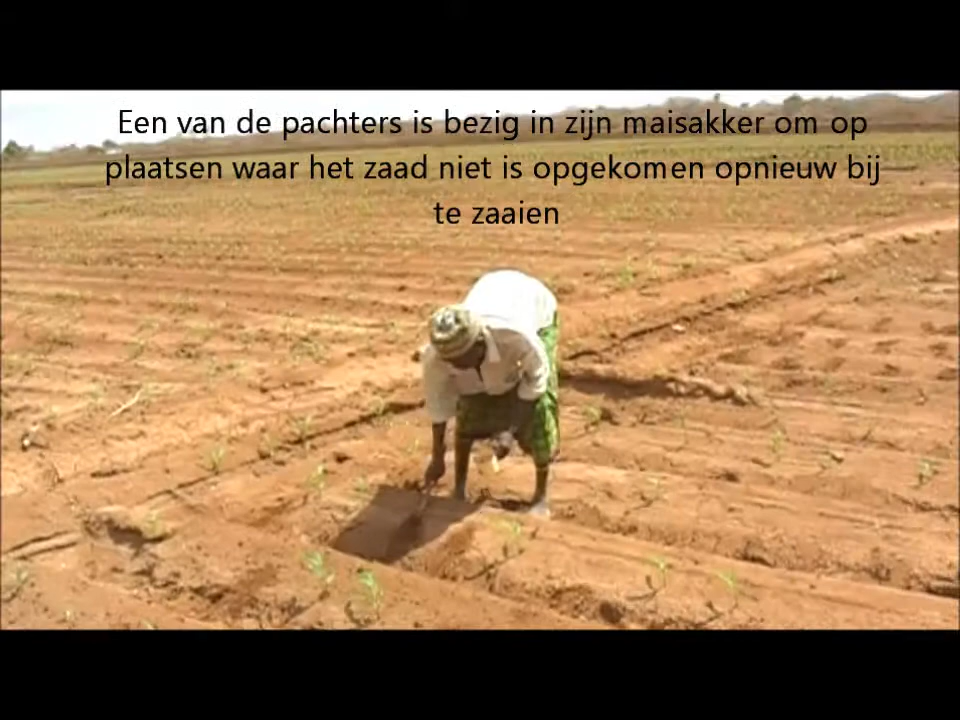 Een van de pachters is bezig in zijn maisakker om op
plaatsen waar het zaad niet is opgekomen opnieuw bij
te zaaien